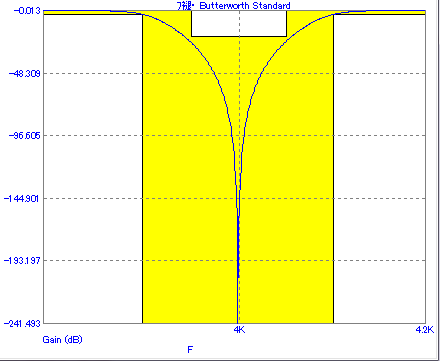 Butterworth Standard
-0.013
-48.309
-96.605
-144.901
-193.197
-241.493
4K
4.2K
Gain (dB)
F